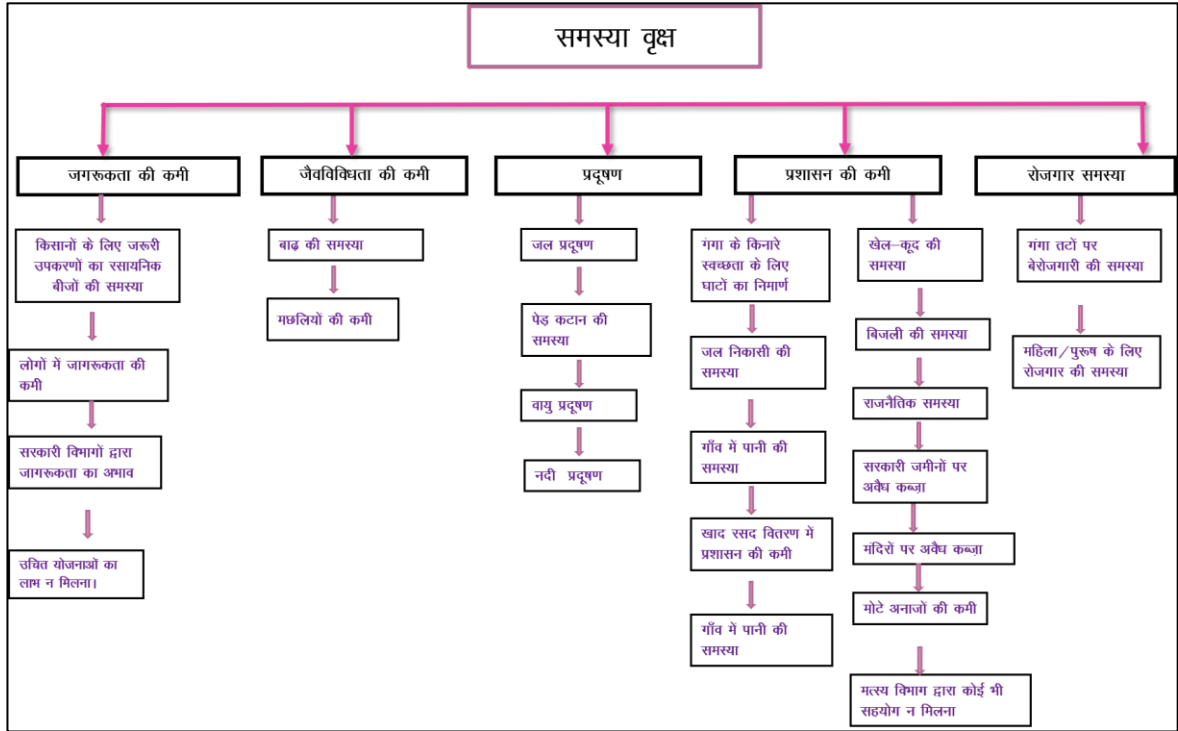 समस्या वृक्ष
जगरूकता की कमी
किसानों के लिए जरूरी
उपकरणों का रसायनिक
बीजों की समस्या
लोगों में जागरूकता की
कमी
सरकारी विभागों द्वारा
जागरूकता का अभाव
उचित योजनाओं का
लाभ न मिलना।
जैवविविधता की कमी
बाढ़ की समस्या
मछलियों की कमी
प्रदूषण
जल प्रदूषण
पेड़ कटान की
समस्या
वायु प्रदूषण
नदी प्रदूषण
प्रशासन की कमी
गंगा के किनारे
स्वच्छता के लिए
घाटों का निमार्ण
जल निकासी की
समस्या
गाँव में पानी की
समस्या
खाद रसद वितरण में
प्रशासन की कमी
गाँव में पानी की
समस्या
खेल–कूद की
समस्या
बिजली की समस्या
राजनैतिक समस्या
सरकारी जमीनों पर
अवैध कब्ज़ा
मंदिरों पर अवैध कब्ज़ा
मोटे अनाजों की कमी
मत्स्य विभाग द्वारा कोई भी
सहयोग न मिलना
रोजगार समस्या
गंगा तटों पर
बेरोजगारी की समस्या
महिला/पुरूष के लिए
रोजगार की समस्या